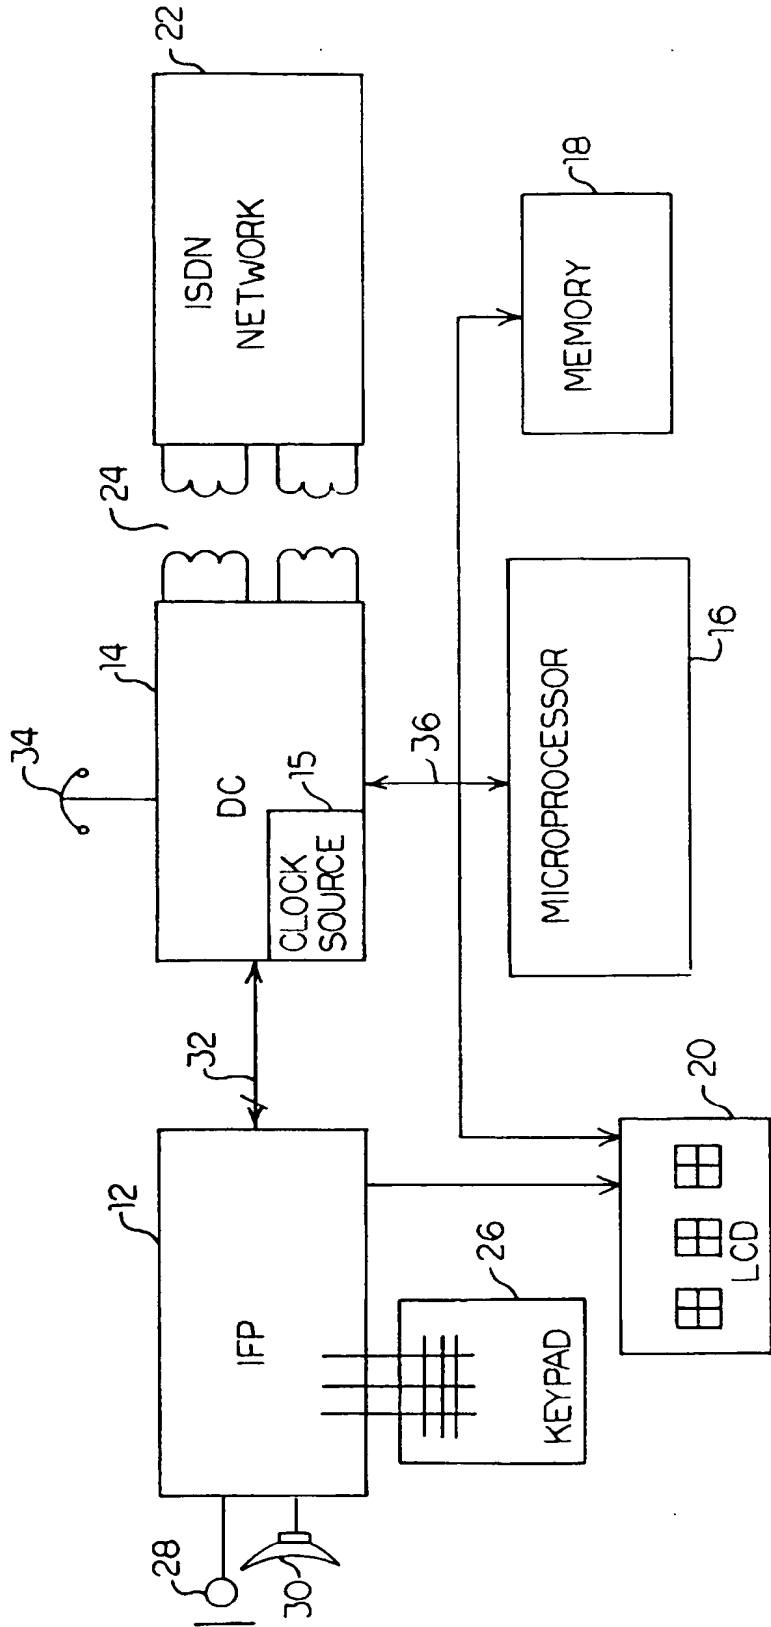 22
ISDN
NETWORK
24
34
14
DC
15
CLOCK
SOURCE
32
12
IFP
28
30
18
MEMORY
36
MICROPROCESSOR
16
20
LCD
26
KEYPAD